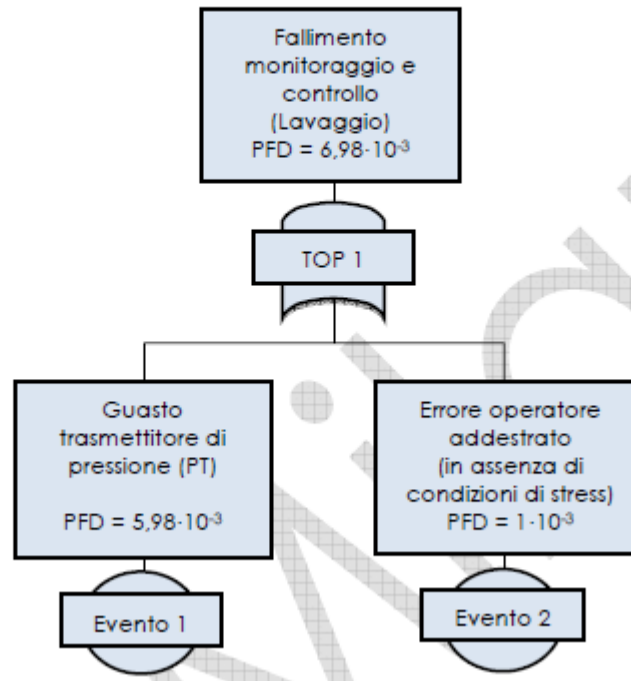 Fallimento
monitoraggio e
controllo
(Lavaggio)
PFD = 6,98·10⁻³
TOP 1
Guasto
trasmettitore di
pressione (PT)
PFD = 5,98·10⁻³
Evento 1
Errore operatore
addestrato
(in assenza di
condizioni di stress)
PFD = 1·10⁻³
Evento 2